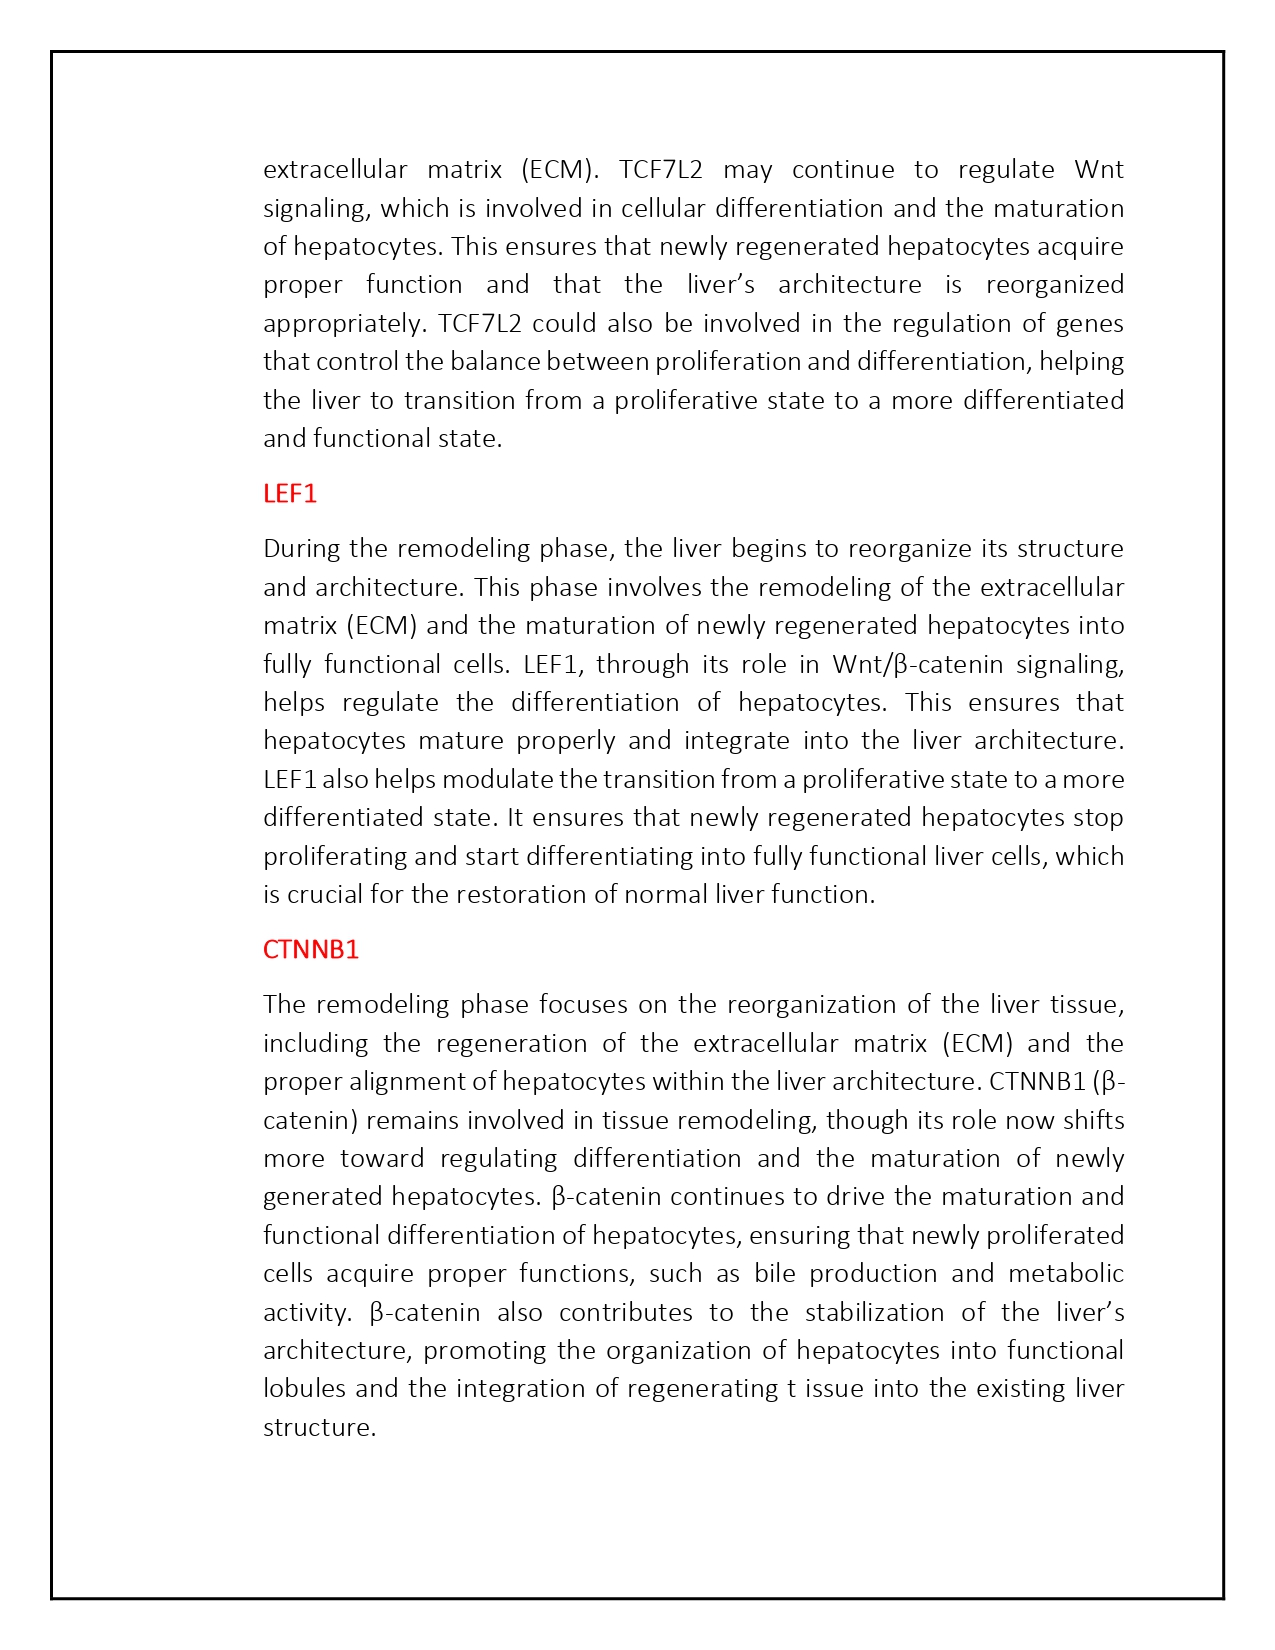 extracellular matrix (ECM). TCF7L2 may continue to regulate Wnt
signaling, which is involved in cellular differentiation and the maturation
of hepatocytes. This ensures that newly regenerated hepatocytes acquire
proper function and that the liver’s architecture is reorganized
appropriately. TCF7L2 could also be involved in the regulation of genes
that control the balance between proliferation and differentiation, helping
the liver to transition from a proliferative state to a more differentiated
and functional state.
LEF1
During the remodeling phase, the liver begins to reorganize its structure
and architecture. This phase involves the remodeling of the extracellular
matrix (ECM) and the maturation of newly regenerated hepatocytes into
fully functional cells. LEF1, through its role in Wnt/β-catenin signaling,
helps regulate the differentiation of hepatocytes. This ensures that
hepatocytes mature properly and integrate into the liver architecture.
LEF1 also helps modulate the transition from a proliferative state to a more
differentiated state. It ensures that newly regenerated hepatocytes stop
proliferating and start differentiating into fully functional liver cells, which
is crucial for the restoration of normal liver function.
CTNNB1
The remodeling phase focuses on the reorganization of the liver tissue,
including the regeneration of the extracellular matrix (ECM) and the
proper alignment of hepatocytes within the liver architecture. CTNNB1 (β-
catenin) remains involved in tissue remodeling, though its role now shifts
more toward regulating differentiation and the maturation of newly
generated hepatocytes. β-catenin continues to drive the maturation and
functional differentiation of hepatocytes, ensuring that newly proliferated
cells acquire proper functions, such as bile production and metabolic
activity. β-catenin also contributes to the stabilization of the liver’s
architecture, promoting the organization of hepatocytes into functional
lobules and the integration of regenerating t issue into the existing liver
structure.